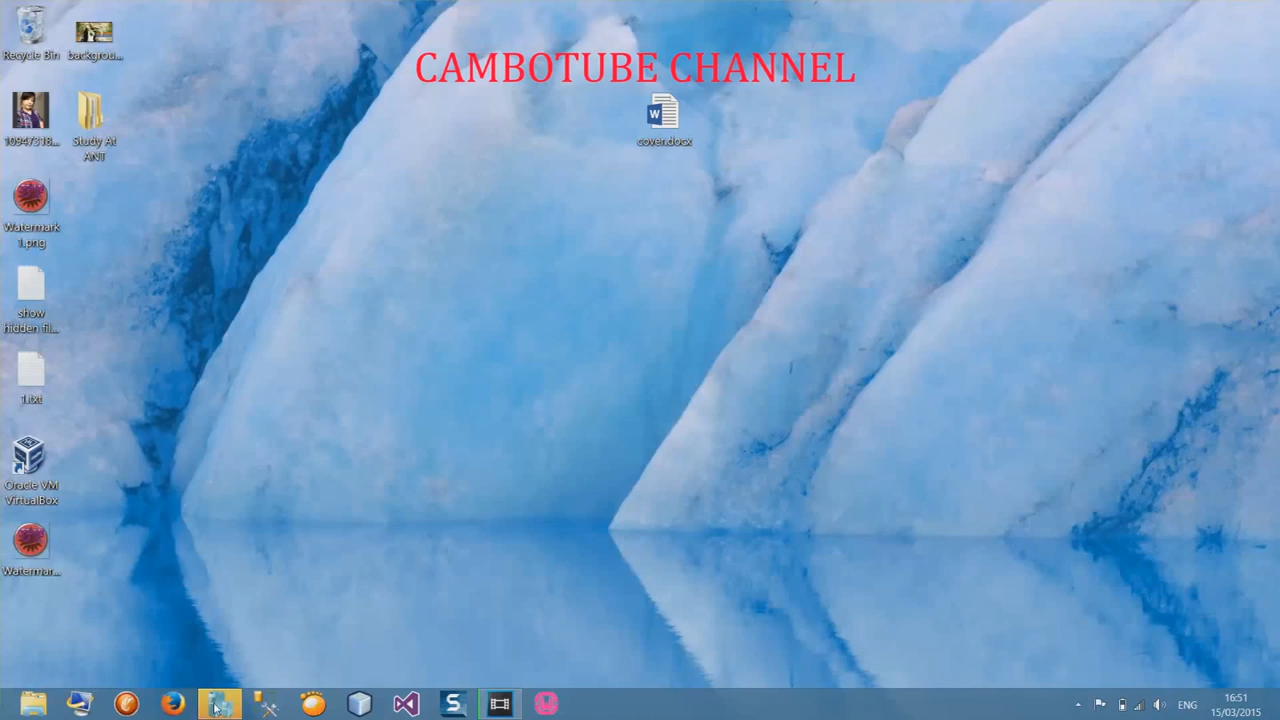 CAMBOTUBE CHANNEL
Recycle Bin
backgrou...
10947318...
Study At
ANT
cover.docx
Watermark
1.png
show
hidden fil...
1.txt
Oracle VM
VirtualBox
Watermar...
ENG
16:51
15/03/2015